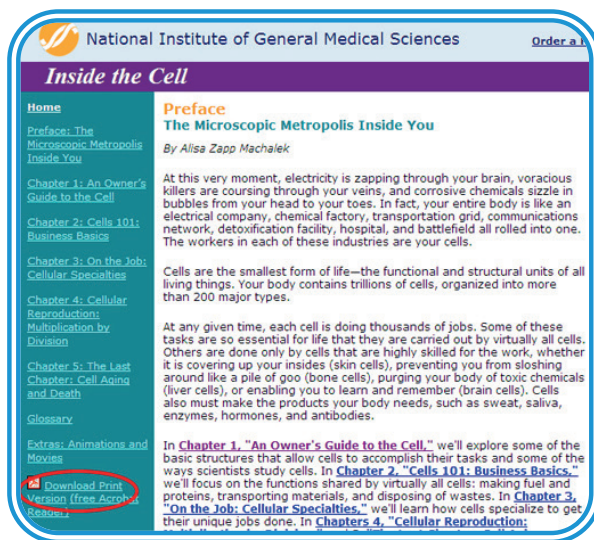 National Institute of General Medical Sciences
Order a
Inside the Cell
Home
Preface: The
Microscopic Metropolis
Inside You
Chapter 1: An Owner's
Guide to the Cell
Chapter 2: Cells 101:
Business Basics
Chapter 3: On the Job:
Cellular Specialties
Chapter 4: Cellular
Reproduction:
Multiplication by
Division
Chapter 5: The Last
Chapter: Cell Aging
and Death
Glossary
Extras: Animations and
Movies
Download Print
Version (free Acrobat
Reader)
Preface
The Microscopic Metropolis Inside You
By Alisa Zapp Machalek
At this very moment, electricity is zapping through your brain, voracious
killers are coursing through your veins, and corrosive chemicals sizzle in
bubbles from your head to your toes. In fact, your entire body is like an
electrical company, chemical factory, transportation grid, communications
network, detoxification facility, hospital, and battlefield all rolled into one.
The workers in each of these industries are your cells.
Cells are the smallest form of life—the functional and structural units of all
living things. Your body contains trillions of cells, organized into more
than 200 major types.
At any given time, each cell is doing thousands of jobs. Some of these
tasks are so essential for life that they are carried out by virtually all cells.
Others are done only by cells that are highly skilled for the work, whether
it is covering up your insides (skin cells), preventing you from sloshing
around like a pile of goo (bone cells), purging your body of toxic chemicals
(liver cells), or enabling you to learn and remember (brain cells). Cells
also must make the products your body needs, such as sweat, saliva,
enzymes, hormones, and antibodies.
In Chapter 1, "An Owner's Guide to the Cell," we'll explore some of the
basic structures that allow cells to accomplish their tasks and some of the
ways scientists study cells. In Chapter 2, "Cells 101: Business Basics,"
we'll focus on the functions shared by virtually all cells: making fuel and
proteins, transporting materials, and disposing of wastes. In Chapter 3,
"On the Job: Cellular Specialties," we'll learn how cells specialize to get
their unique jobs done. In Chapters 4, "Cellular Reproduction: